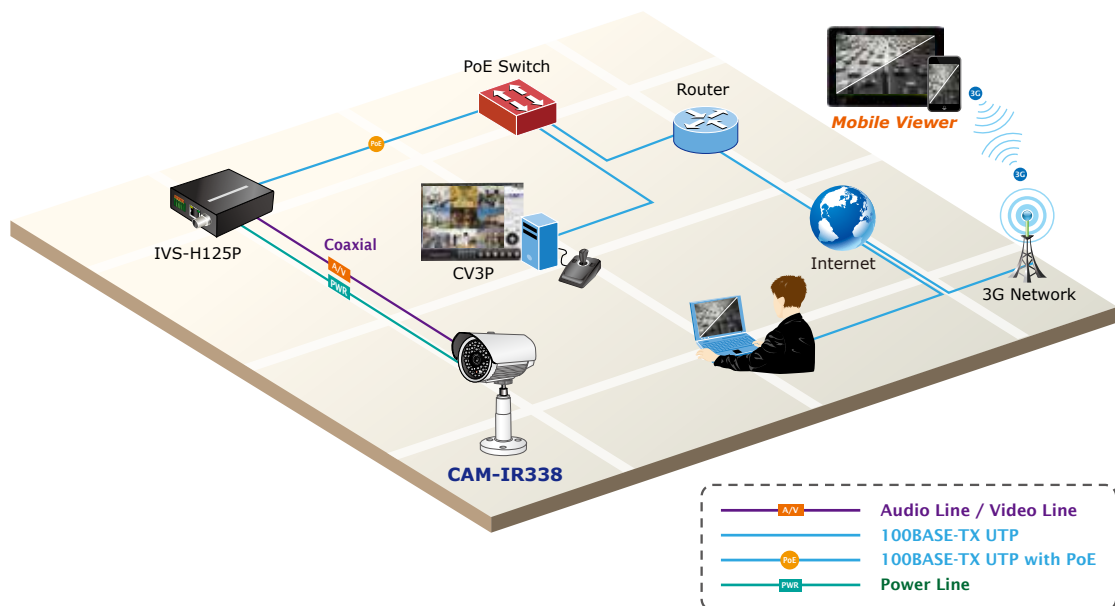 PoE Switch
Router
3G
Mobile Viewer
PoE
3G
IVS-H125P
Coaxial
A/V
PWR
CV3P
Internet
3G Network
CAM-IR338
A/V Audio Line / Video Line
100BASE-TX UTP
PoE 100BASE-TX UTP with PoE
PWR Power Line